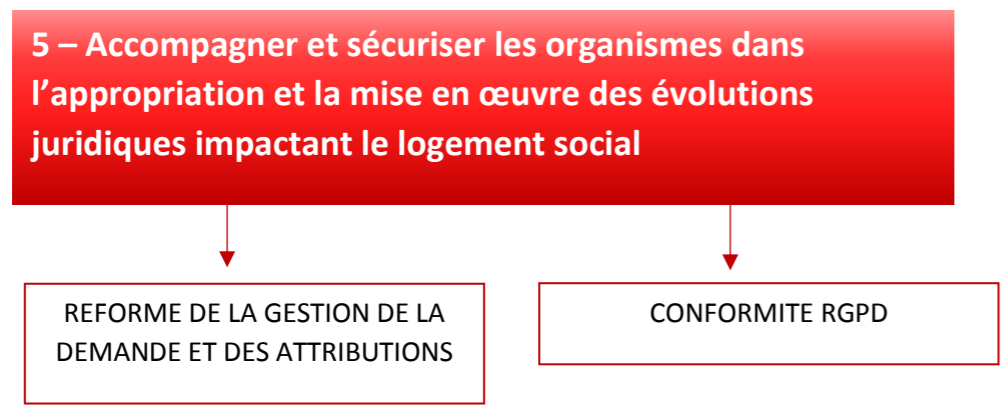 5 – Accompagner et sécuriser les organismes dans
l’appropriation et la mise en œuvre des évolutions
juridiques impactant le logement social
REFORME DE LA GESTION DE LA
DEMANDE ET DES ATTRIBUTIONS
CONFORMITE RGPD